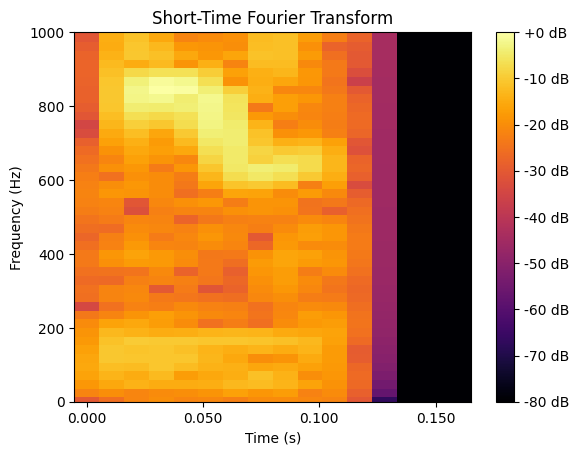 Short-Time Fourier Transform
Frequency (Hz)
1000
800
600
400
200
0
0.000
0.050
0.100
0.150
Time (s)
+0 dB
-10 dB
-20 dB
-30 dB
-40 dB
-50 dB
-60 dB
-70 dB
-80 dB